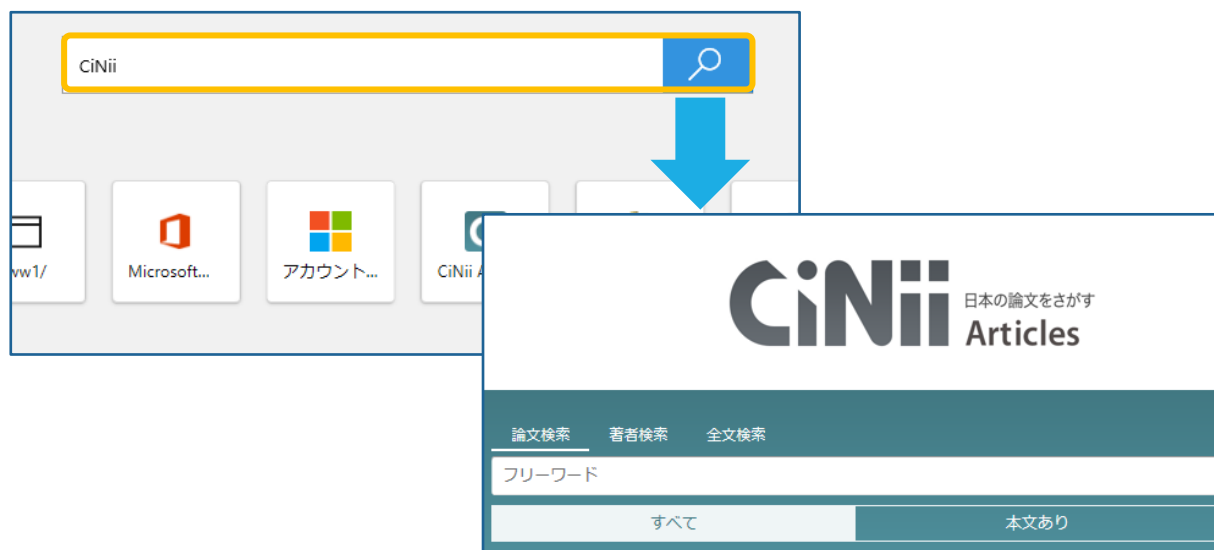 CiNii
ww1/
Microsoft...
アカウント...
CiNii A
CiNii
日本の論文をさがす
Articles
論文検索 著者検索 全文検索
フリーワード
すべて 本文あり